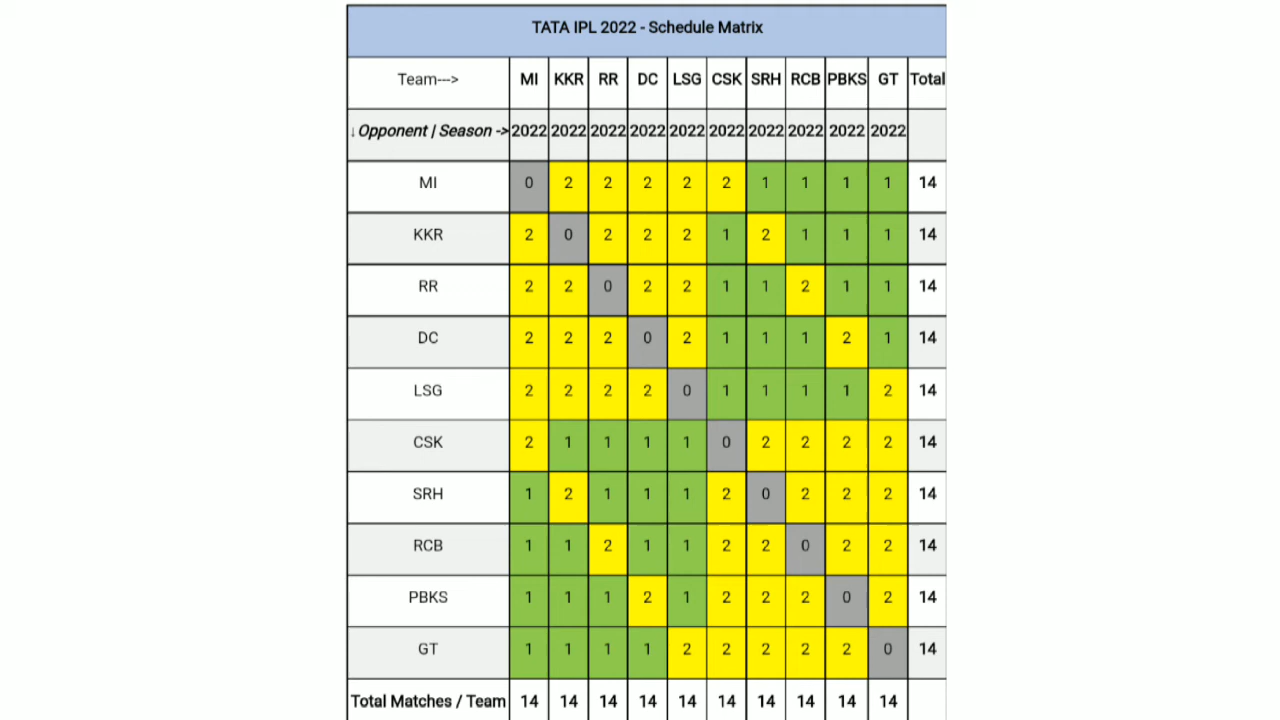 TATA IPL 2022 - Schedule Matrix
Team---> MI KKR RR DC LSG CSK SRH RCB PBKS GT Total
↓Opponent | Season -> 2022 2022 2022 2022 2022 2022 2022 2022 2022 2022
MI 0 2 2 2 2 2 1 1 1 1 14
KKR 2 0 2 2 2 1 2 1 1 1 14
RR 2 2 0 2 2 1 1 2 1 1 14
DC 2 2 2 0 2 1 1 1 2 1 14
LSG 2 2 2 2 0 1 1 1 1 2 14
CSK 2 1 1 1 1 0 2 2 2 2 14
SRH 1 2 1 1 1 2 0 2 2 2 14
RCB 1 1 2 1 1 2 2 0 2 2 14
PBKS 1 1 1 2 1 2 2 2 0 2 14
GT 1 1 1 1 2 2 2 2 2 0 14
Total Matches / Team 14 14 14 14 14 14 14 14 14 14